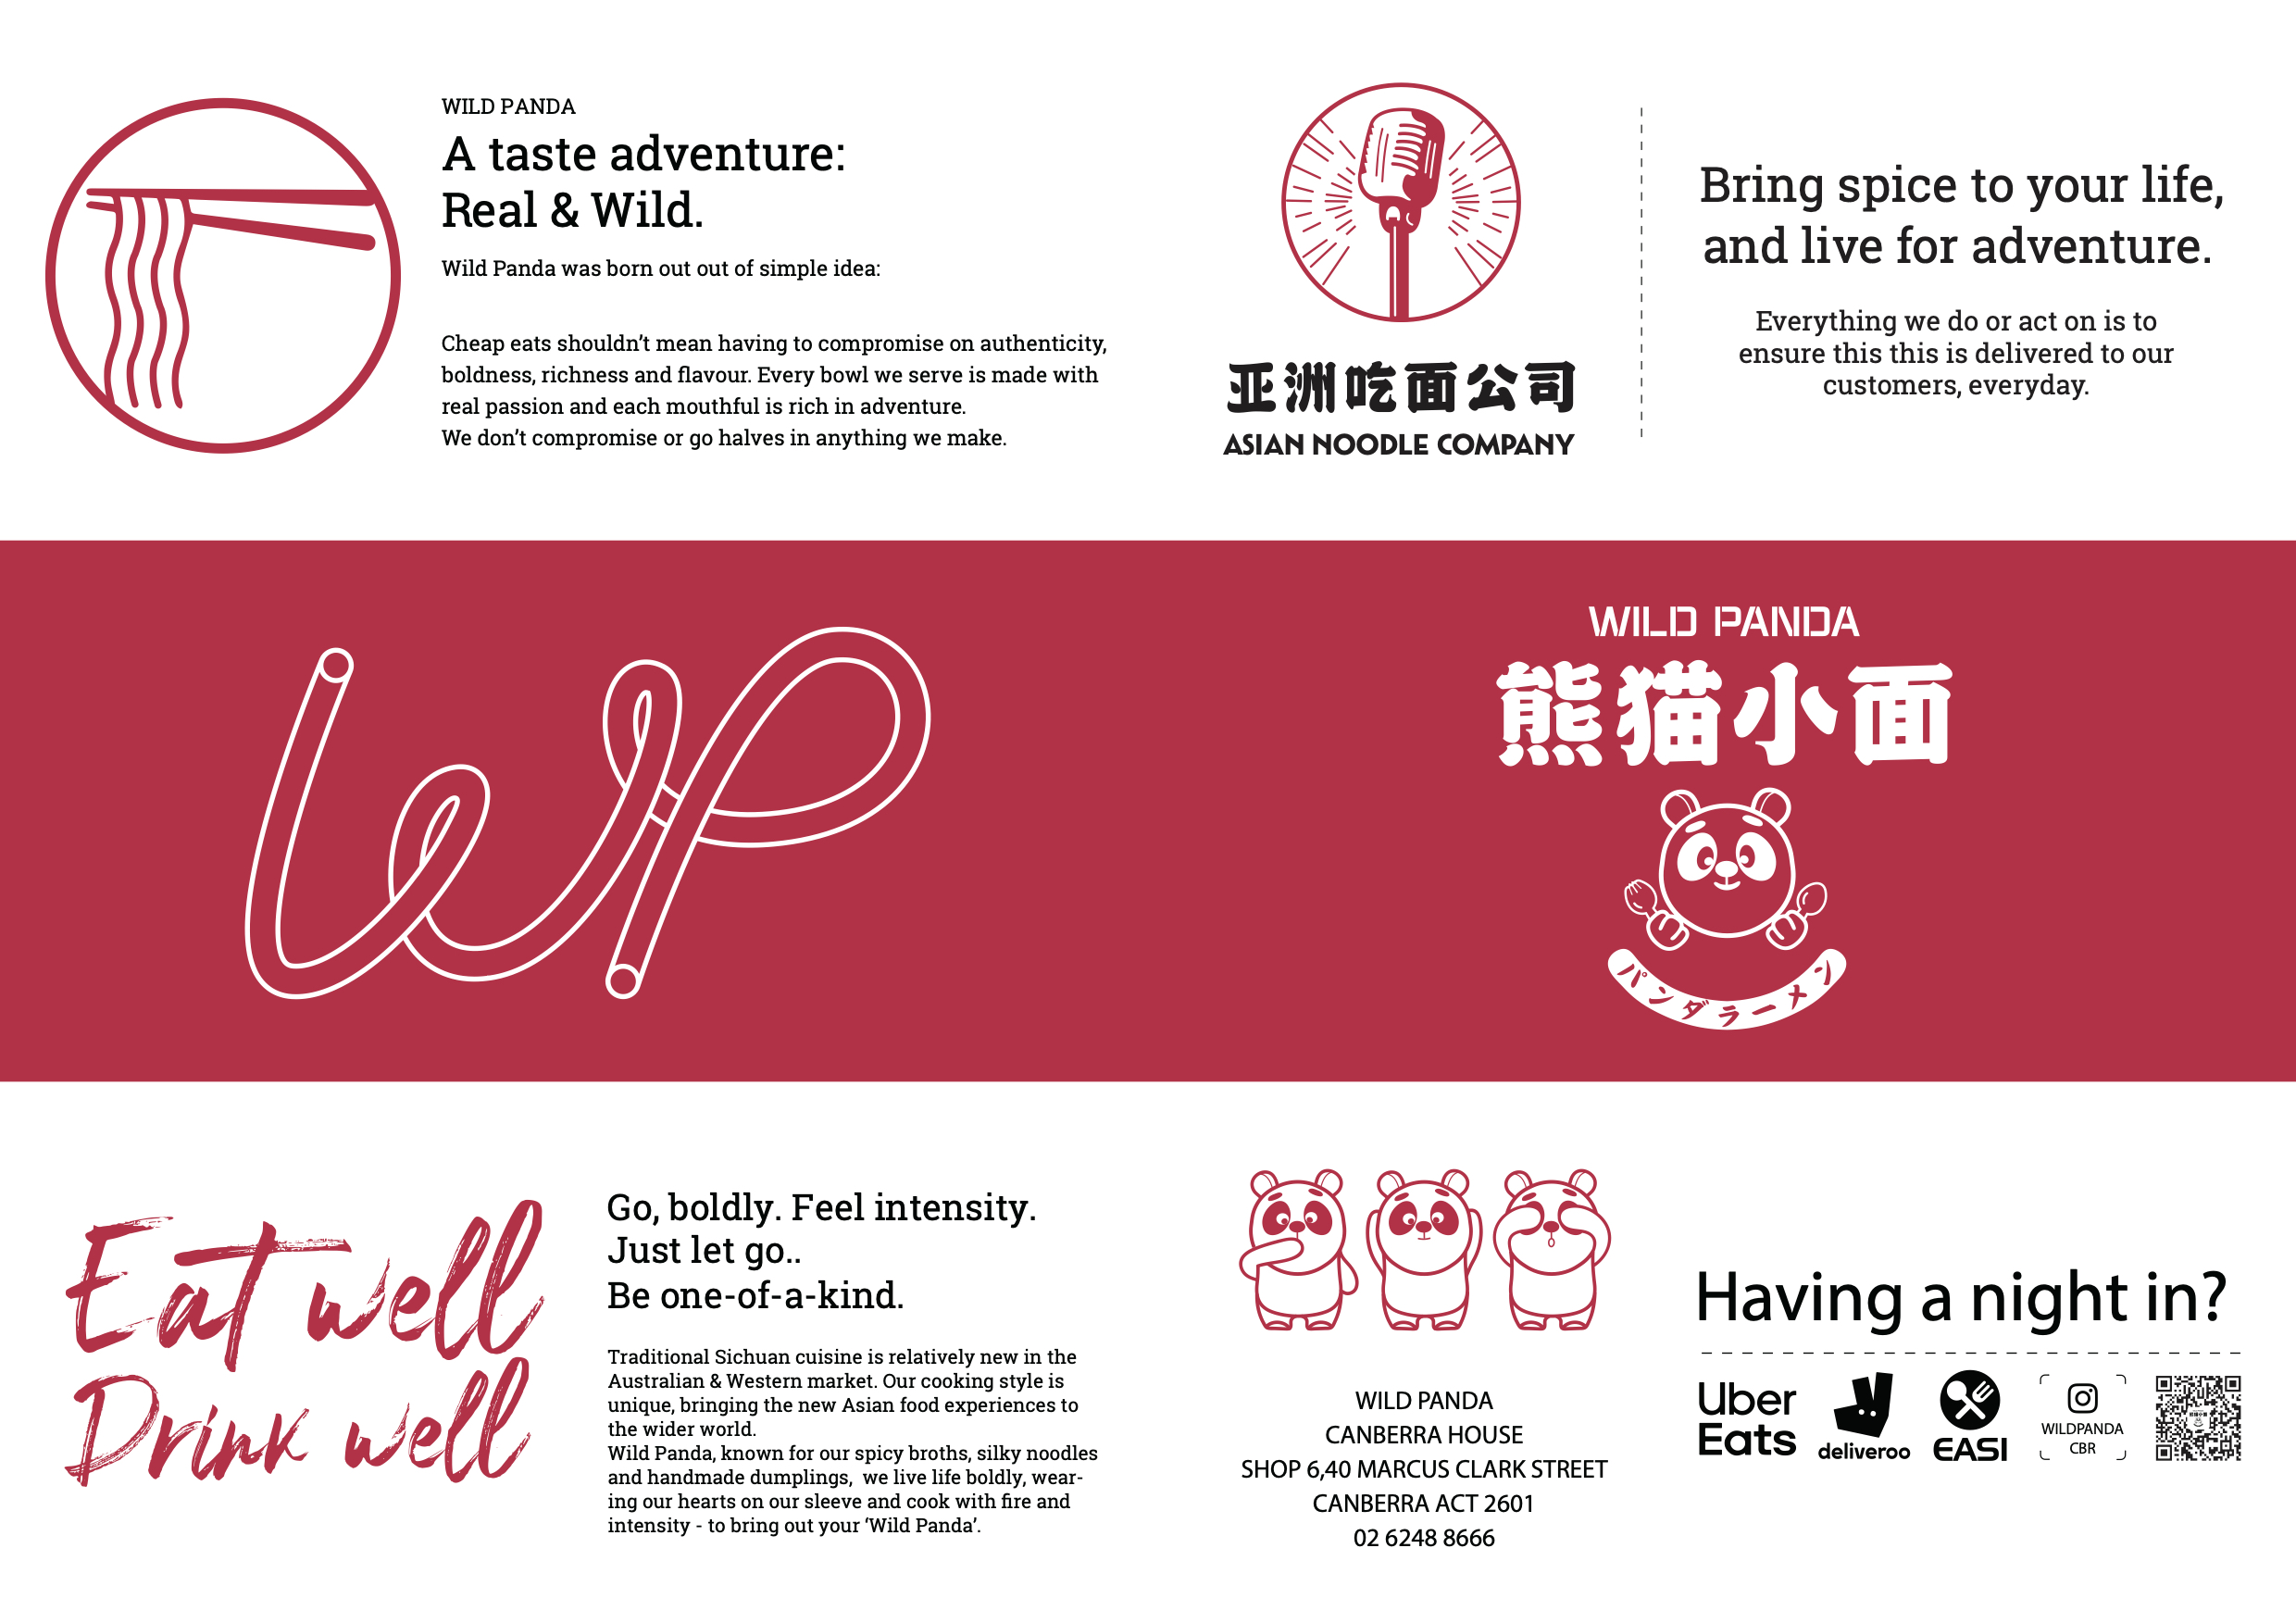 WILD PANDA
A taste adventure:
Real & Wild.
Wild Panda was born out out of simple idea:
Cheap eats shouldn’t mean having to compromise on authenticity,
boldness, richness and flavour. Every bowl we serve is made with
real passion and each mouthful is rich in adventure.
We don’t compromise or go halves in anything we make.
亚洲吃面公司
ASIAN NOODLE COMPANY
Bring spice to your life,
and live for adventure.
Everything we do or act on is to
ensure this this is delivered to our
customers, everyday.
WP
WILD PANDA
熊猫小面
パンダラーメン
Eat well
Drink well
Go, boldly. Feel intensity.
Just let go..
Be one-of-a-kind.
Traditional Sichuan cuisine is relatively new in the
Australian & Western market. Our cooking style is
unique, bringing the new Asian food experiences to
the wider world.
Wild Panda, known for our spicy broths, silky noodles
and handmade dumplings,  we live life boldly, wear-
ing our hearts on our sleeve and cook with fire and
intensity - to bring out your ‘Wild Panda’.
WILD PANDA
CANBERRA HOUSE
SHOP 6,40 MARCUS CLARK STREET
CANBERRA ACT 2601
02 6248 8666
Having a night in?
Uber
Eats
deliveroo
EASI
WILDPANDA
CBR